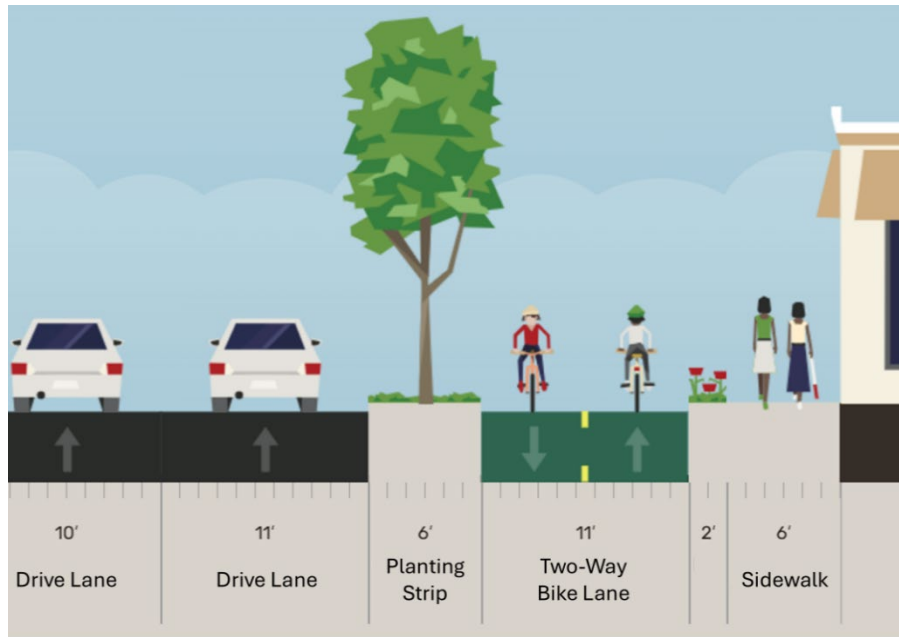 10′
11′
6′
11′
2′
6′
Drive Lane
Drive Lane
Planting
Strip
Two-Way
Bike Lane
Sidewalk